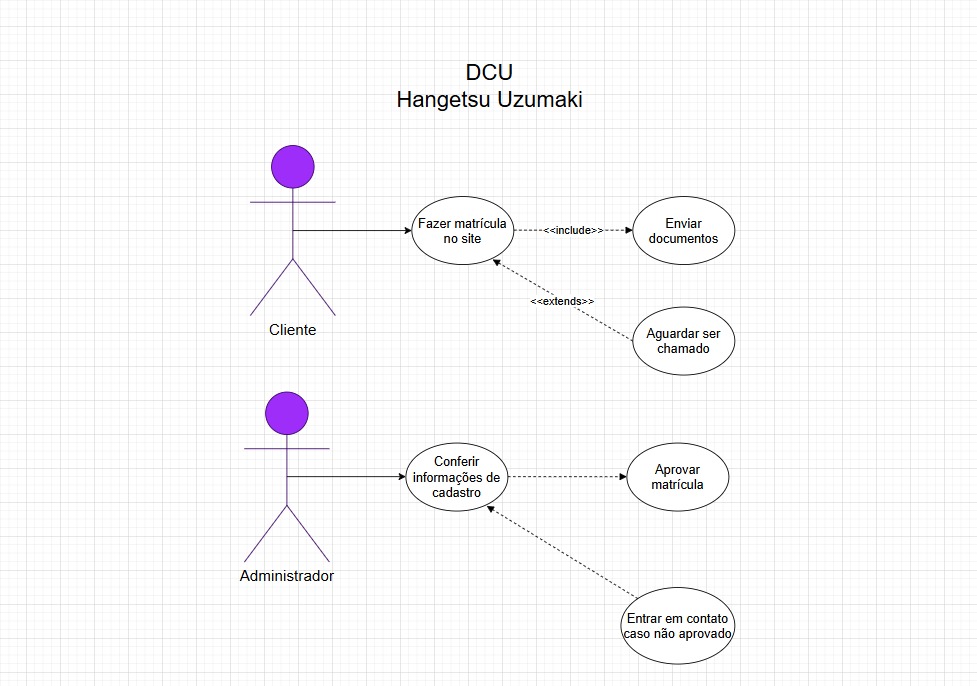 DCU
Hangetsu Uzumaki
Fazer matrícula
no site
<<include>>
Enviar
documentos
<<extends>>
Aguardar ser
chamado
Cliente
Conferir
informações de
cadastro
Aprovar
matrícula
Administrador
Entrar em contato
caso não aprovado